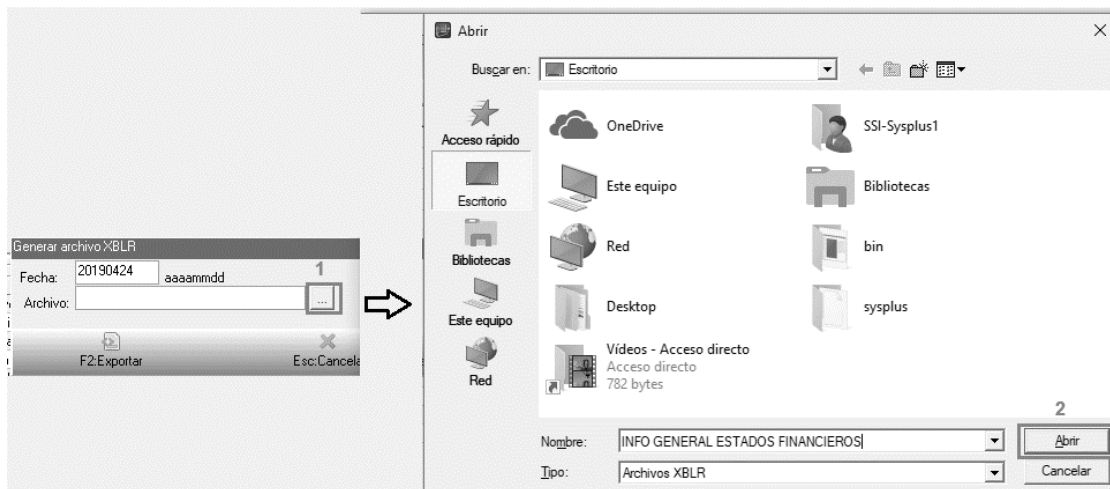 Generar archivo XBLR
Fecha: 20190424 aaaammdd
1
Archivo: ...
F2:Exportar Esc:Cancela
Abrir
Buscar en: Escritorio
Acceso rápido
Escritorio
Bibliotecas
Este equipo
Red
OneDrive SSI-Sysplus1
Este equipo Bibliotecas
Red bin
Desktop sysplus
Vídeos - Acceso directo
Acceso directo
782 bytes
2
Nombre: INFO GENERAL ESTADOS FINANCIEROS Abrir
Tipo: Archivos XBLR Cancelar